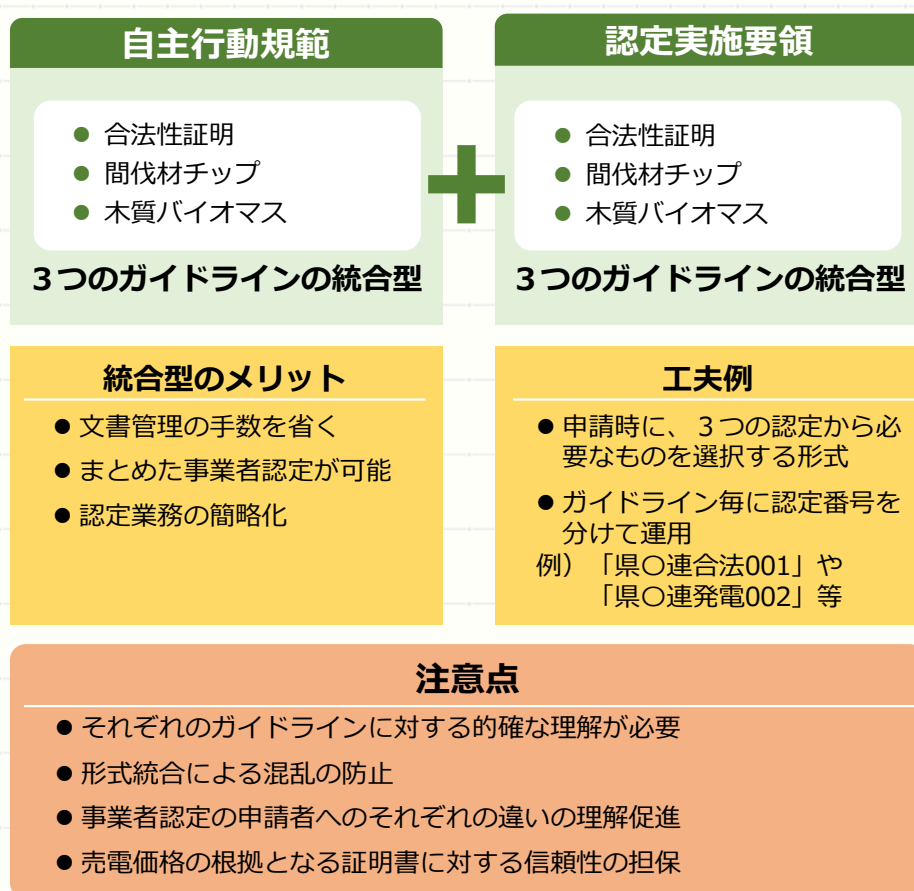 自主行動規範
● 合法性証明
● 間伐材チップ
● 木質バイオマス
３つのガイドラインの統合型
認定実施要領
● 合法性証明
● 間伐材チップ
● 木質バイオマス
３つのガイドラインの統合型
統合型のメリット
● 文書管理の手数を省く
● まとめた事業者認定が可能
● 認定業務の簡略化
工夫例
● 申請時に、３つの認定から必
要なものを選択する形式
● ガイドライン毎に認定番号を
分けて運用
例）「県〇連合法001」や
「県〇連発電002」等
注意点
● それぞれのガイドラインに対する的確な理解が必要
● 形式統合による混乱の防止
● 事業者認定の申請者へのそれぞれの違いの理解促進
● 売電価格の根拠となる証明書に対する信頼性の担保